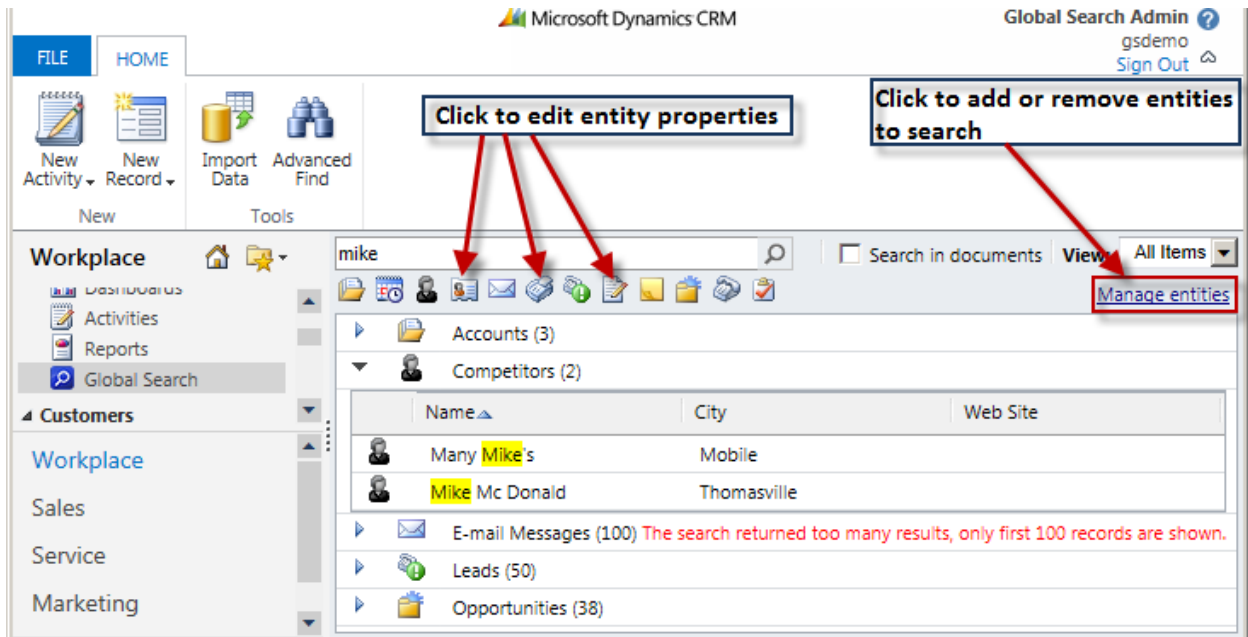 Microsoft Dynamics CRM
Global Search Admin
gsdemo
Sign Out
FILE
HOME
New Activity
New Record
Import Data
Advanced Find
New
Tools
Click to edit entity properties
Click to add or remove entities
to search
Workplace
Dashboards
Activities
Reports
Global Search
Customers
Workplace
Sales
Service
Marketing
mike
Search in documents
View:
All Items
Manage entities
Accounts (3)
Competitors (2)
Name
City
Web Site
Many Mike's
Mobile
Mike Mc Donald
Thomasville
E-mail Messages (100) The search returned too many results, only first 100 records are shown.
Leads (50)
Opportunities (38)